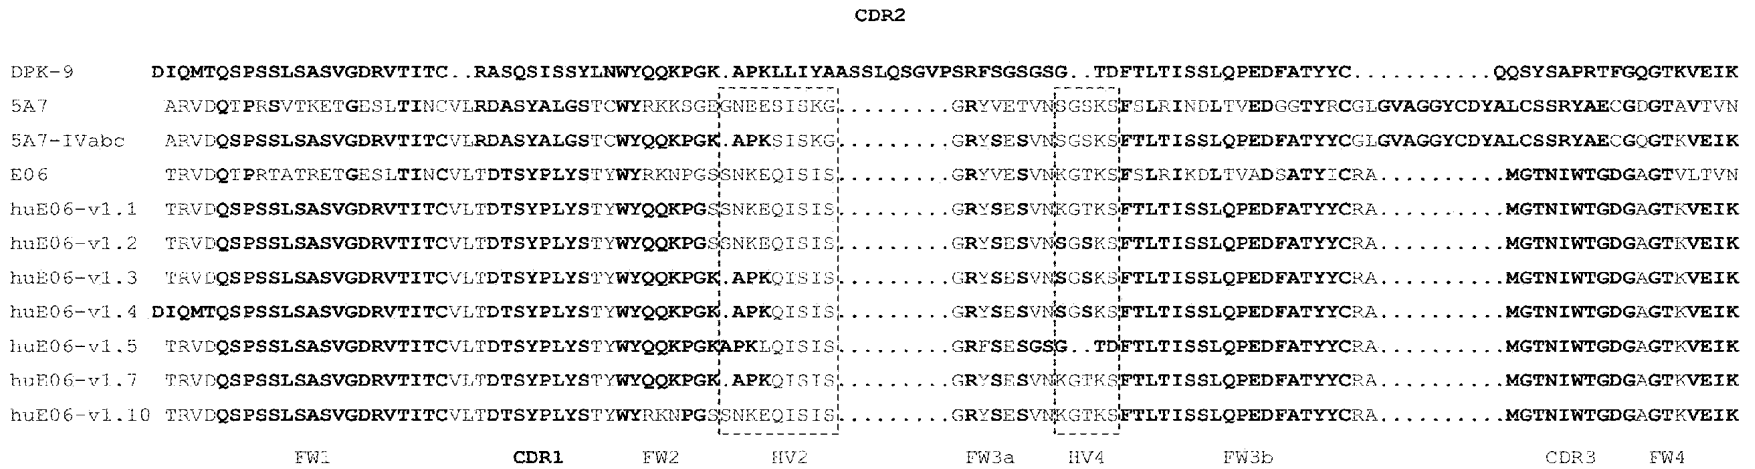 CDR2
DPK-9 DIQMTQSPSSLSASVGDRVTITC..RASQSISSYLNWYQQKPGK.APKLLIYAASSLQSGVPSRFSGSGSG..TDFTLTISSLQPEDFATYYC...........QQSYSAPRTFGQGTKVEIK
5A7 ARVDQTPRSVTKETGESLTINCVLRDASYALGSTCWYRKKSGEGNEESISKG.........GRYVETVNSGSKSFSLRINDLTVEDGGTYRCGLGVAGGYCDYALCSSRYAECGDGTAVTVN
5A7-IVabc ARVDQSPSSLSASVGDRVTITCVLRDASYALGSTCWYQQKPGK.APKSISKG.........GRYSESVNSGSKSFTLTISSLQPEDFATYYCGLGVAGGYCDYALCSSRYAECGQGTKVEIK
E06 TRVDQTPRTATRETGESLTINCVLTDTSYPLYSTYWYRKNPGSSNKEQISIS.........GRYVESVNKGTKSFSLRIKDLTVADSATYICRA..........MGTNIWTGDGAGTVLTVN
huE06-v1.1 TRVDQSPSSLSASVGDRVTITCVLTDTSYPLYSTYWYQQKPGSSNKEQISIS.........GRYSESVNKGTKSFTLTISSLQPEDFATYYCRA..........MGTNIWTGDGAGTKVEIK
huE06-v1.2 TRVDQSPSSLSASVGDRVTITCVLTDTSYPLYSTYWYQQKPGSSNKEQISIS.........GRYSESVNSGSKSFTLTISSLQPEDFATYYCRA..........MGTNIWTGDGAGTKVEIK
huE06-v1.3 TRVDQSPSSLSASVGDRVTITCVLTDTSYPLYSTYWYQQKPGK.APKQISIS.........GRYSESVNSGSKSFTLTISSLQPEDFATYYCRA..........MGTNIWTGDGAGTKVEIK
huE06-v1.4 DIQMTQSPSSLSASVGDRVTITCVLTDTSYPLYSTYWYQQKPGK.APKQISIS.........GRYSESVNSGSKSFTLTISSLQPEDFATYYCRA..........MGTNIWTGDGAGTKVEIK
huE06-v1.5 TRVDQSPSSLSASVGDRVTITCVLTDTSYPLYSTYWYQQKPGKAPKLQISIS.........GRFSESGSGSG..TDFTLTISSLQPEDFATYYCRA..........MGTNIWTGDGAGTKVEIK
huE06-v1.7 TRVDQSPSSLSASVGDRVTITCVLTDTSYPLYSTYWYQQKPGK.APKQISIS.........GRYSESVNKGTKSFTLTISSLQPEDFATYYCRA..........MGTNIWTGDGAGTKVEIK
huE06-v1.10 TRVDQSPSSLSASVGDRVTITCVLTDTSYPLYSTYWYRKNPGSSNKEQISIS.........GRYSESVNKGTKSFTLTISSLQPEDFATYYCRA..........MGTNIWTGDGAGTKVEIK
FW1 CDR1 FW2 HV2 FW3a HV4 FW3b CDR3 FW4